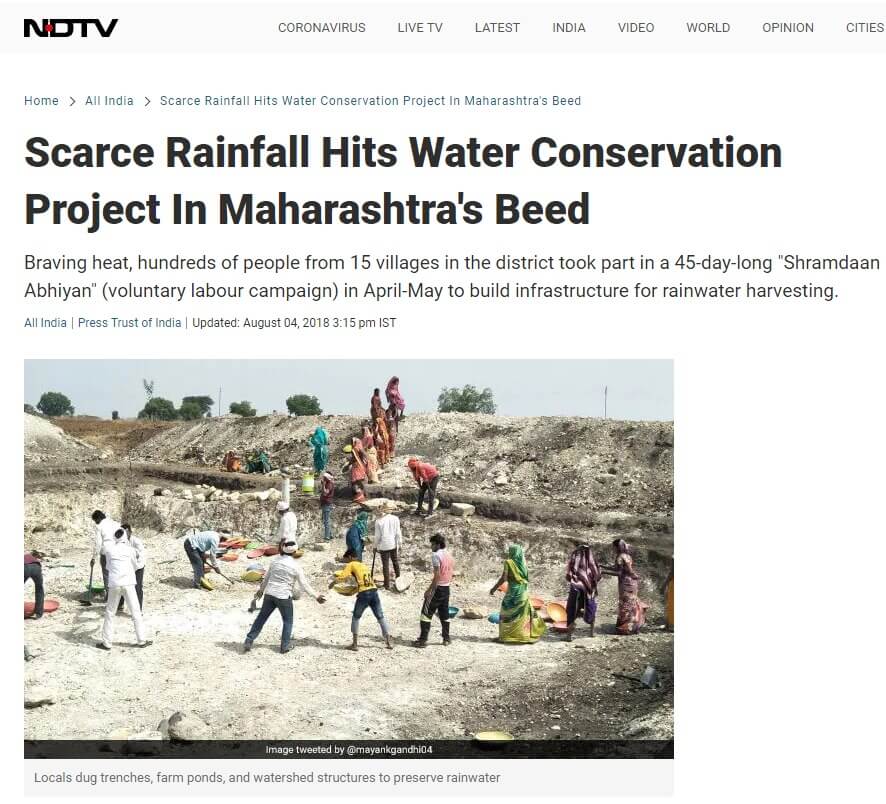 NDTV
CORONAVIRUS LIVE TV LATEST INDIA VIDEO WORLD OPINION CITIES
Home > All India > Scarce Rainfall Hits Water Conservation Project In Maharashtra's Beed
Scarce Rainfall Hits Water Conservation
Project In Maharashtra's Beed
Braving heat, hundreds of people from 15 villages in the district took part in a 45-day-long "Shramdaan
Abhiyan" (voluntary labour campaign) in April-May to build infrastructure for rainwater harvesting.
All India | Press Trust of India | Updated: August 04, 2018 3:15 pm IST
Image tweeted by @mayankgandhi04
Locals dug trenches, farm ponds, and watershed structures to preserve rainwater